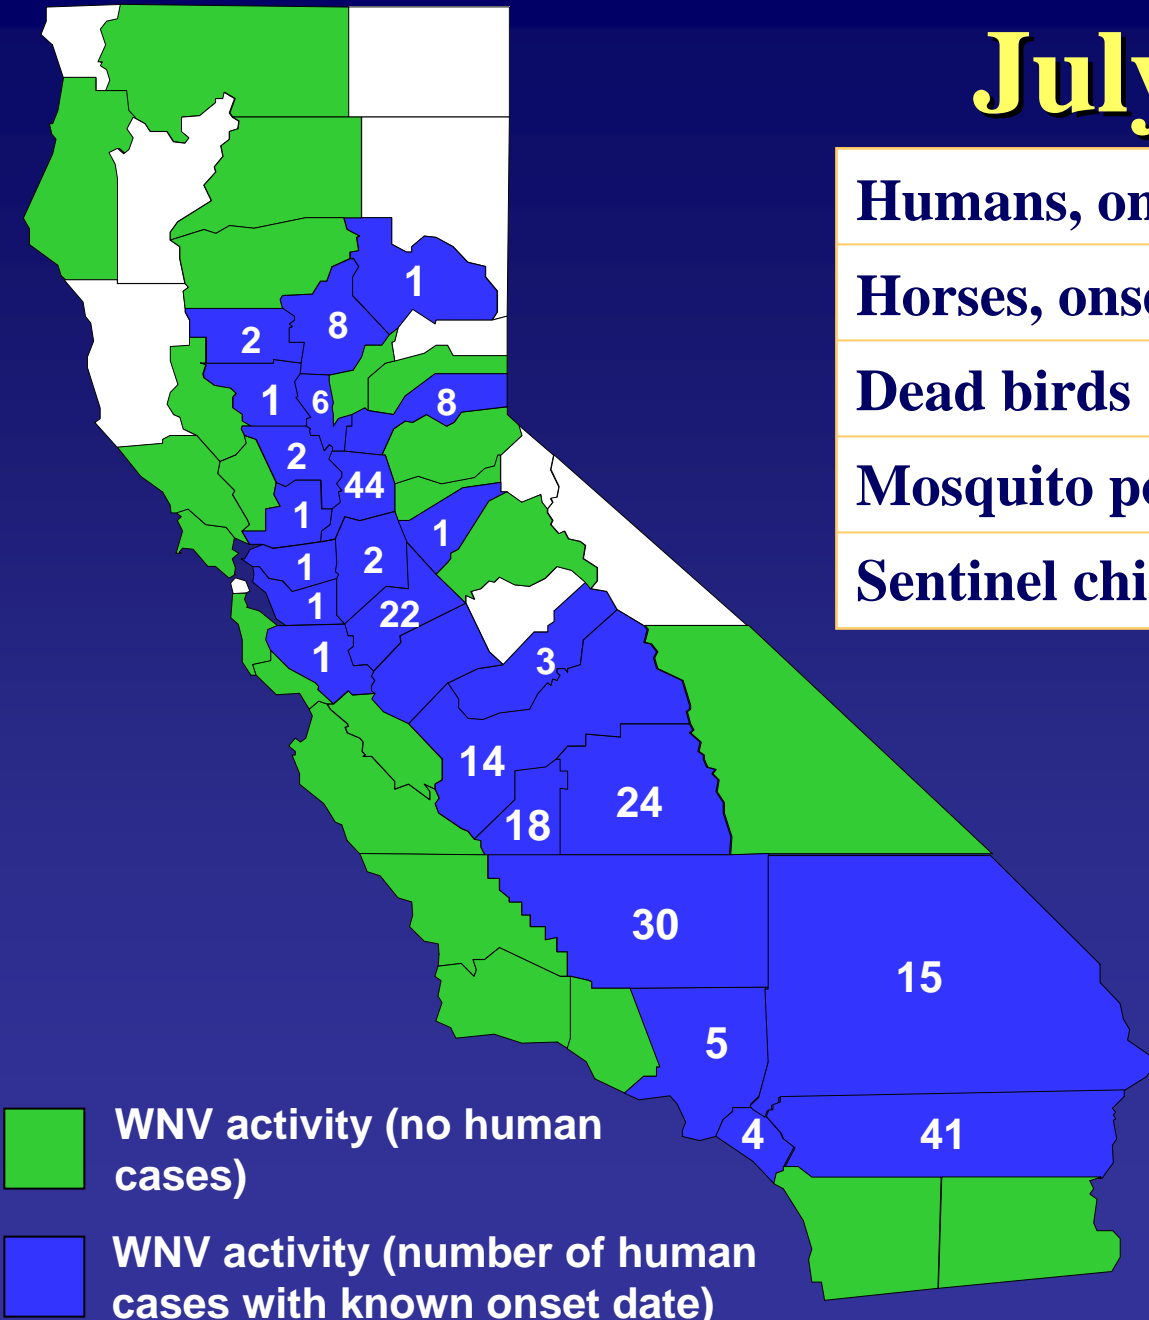 July
Humans, on
Horses, onse
Dead birds
Mosquito po
Sentinel chi
1
8
2
1
6
8
2
44
1
1
1
2
1
22
1
3
14
24
18
30
15
5
4
41
WNV activity (no human
cases)
WNV activity (number of human
cases with known onset date)